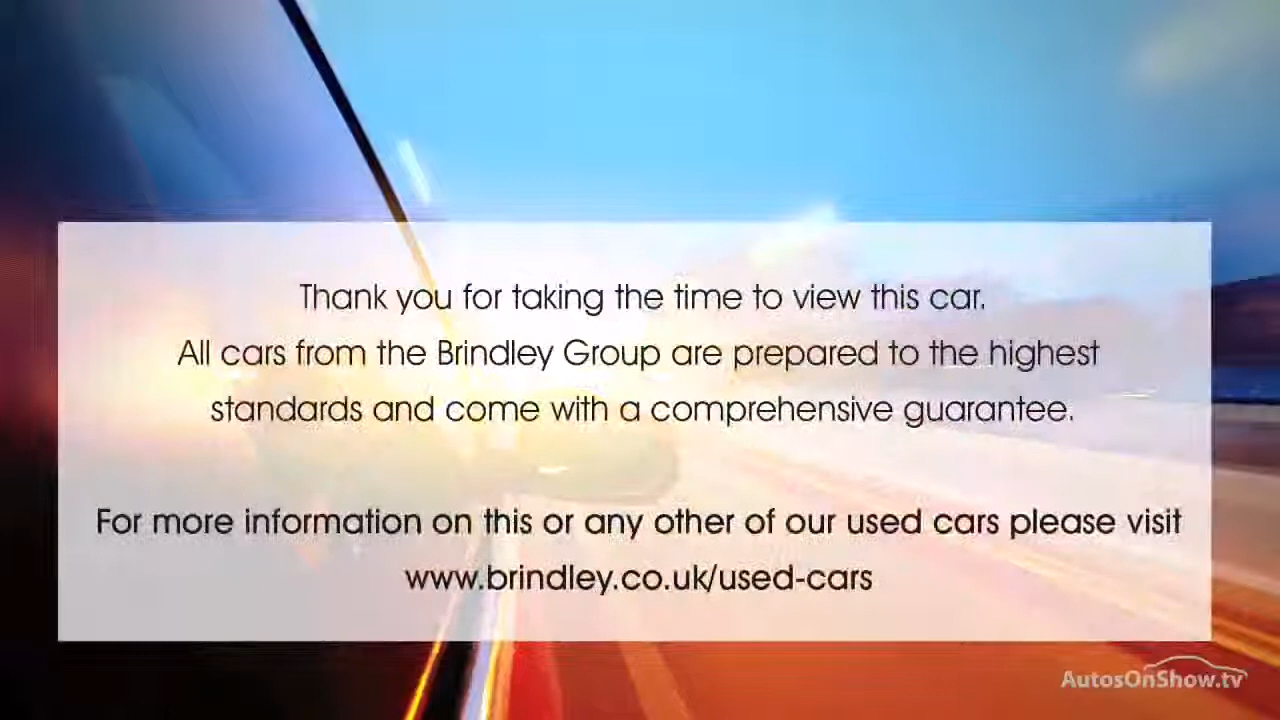 Thank you for taking the time to view this car.
All cars from the Brindley Group are prepared to the highest
standards and come with a comprehensive guarantee.
For more information on this or any other of our used cars please visit
www.brindley.co.uk/used-cars
AutosOnShow.tv